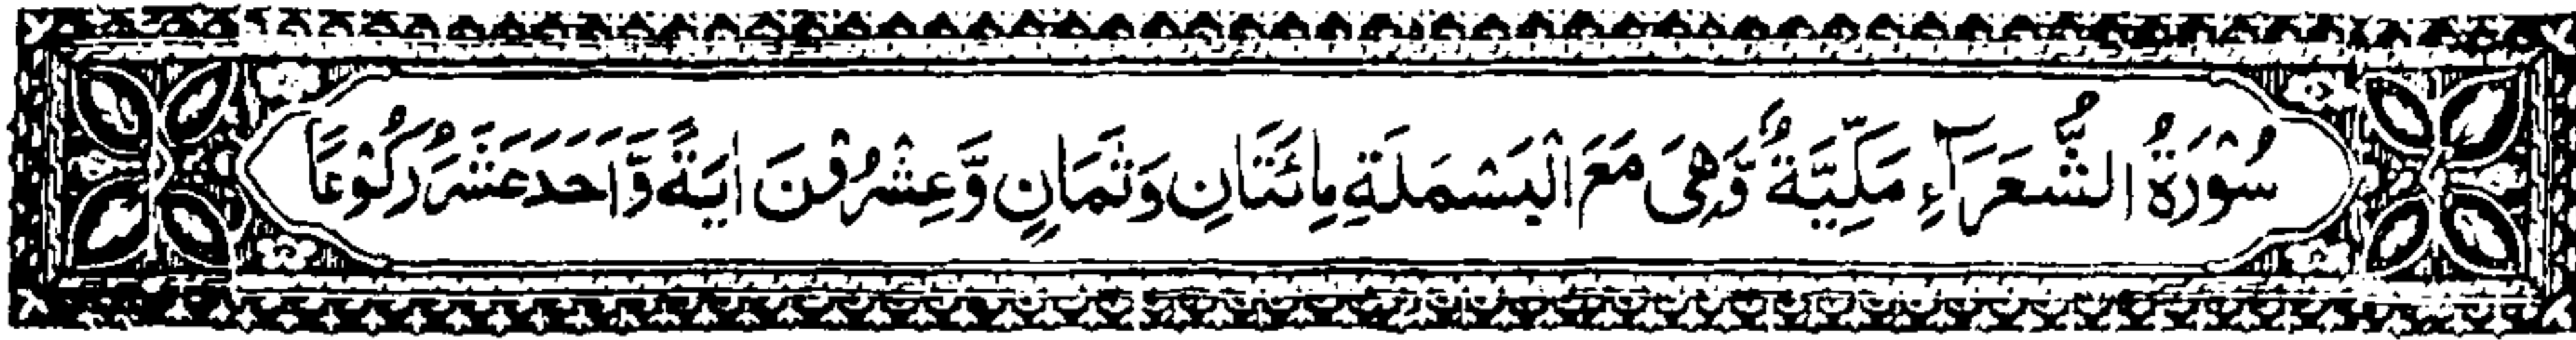 سُوْرَةُ الشُّعَرَآءِ مَكِّيَّةٌ وَّهِیَ مَعَ الْبَسْمَلَةِ مِائَتَانِ وَثَمَانٍ وَّعِشْرُوْنَ اٰيَةً وَّاَحَدَ عَشَرَ رُكُوْعًا